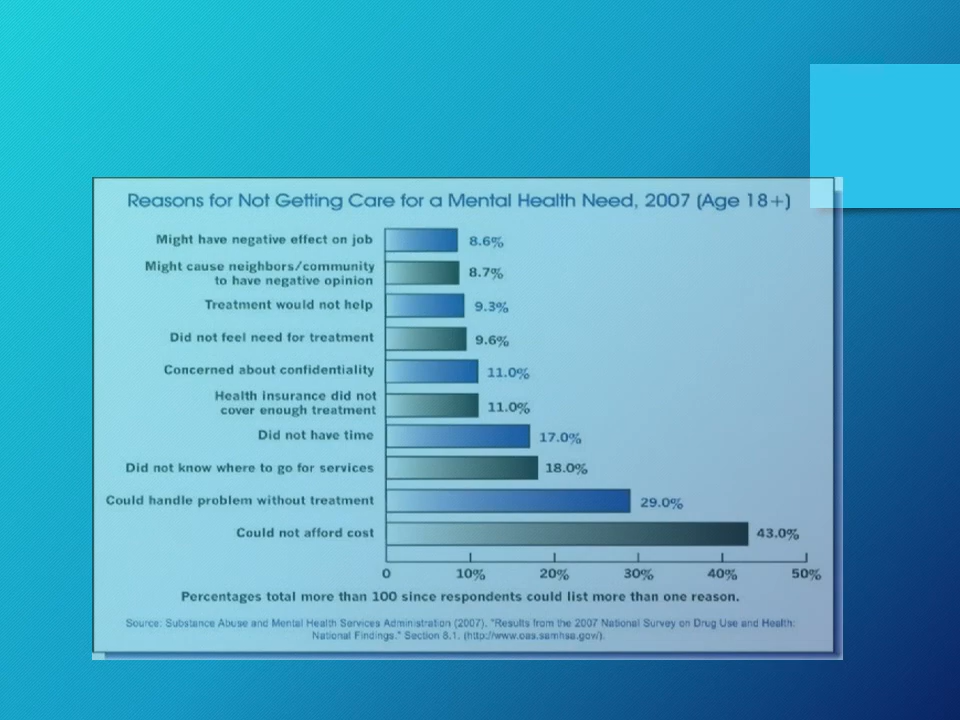 Reasons for Not Getting Care for a Mental Health Need, 2007 (Age 18+)
Might have negative effect on job 8.6%
Might cause neighbors/community
to have negative opinion 8.7%
Treatment would not help 9.3%
Did not feel need for treatment 9.6%
Concerned about confidentiality 11.0%
Health insurance did not
cover enough treatment 11.0%
Did not have time 17.0%
Did not know where to go for services 18.0%
Could handle problem without treatment 29.0%
Could not afford cost 43.0%
0 10% 20% 30% 40% 50%
Percentages total more than 100 since respondents could list more than one reason.
Source: Substance Abuse and Mental Health Services Administration (2007). "Results from the 2007 National Survey on Drug Use and Health:
National Findings." Section 8.1. (http://www.oas.samhsa.gov/).